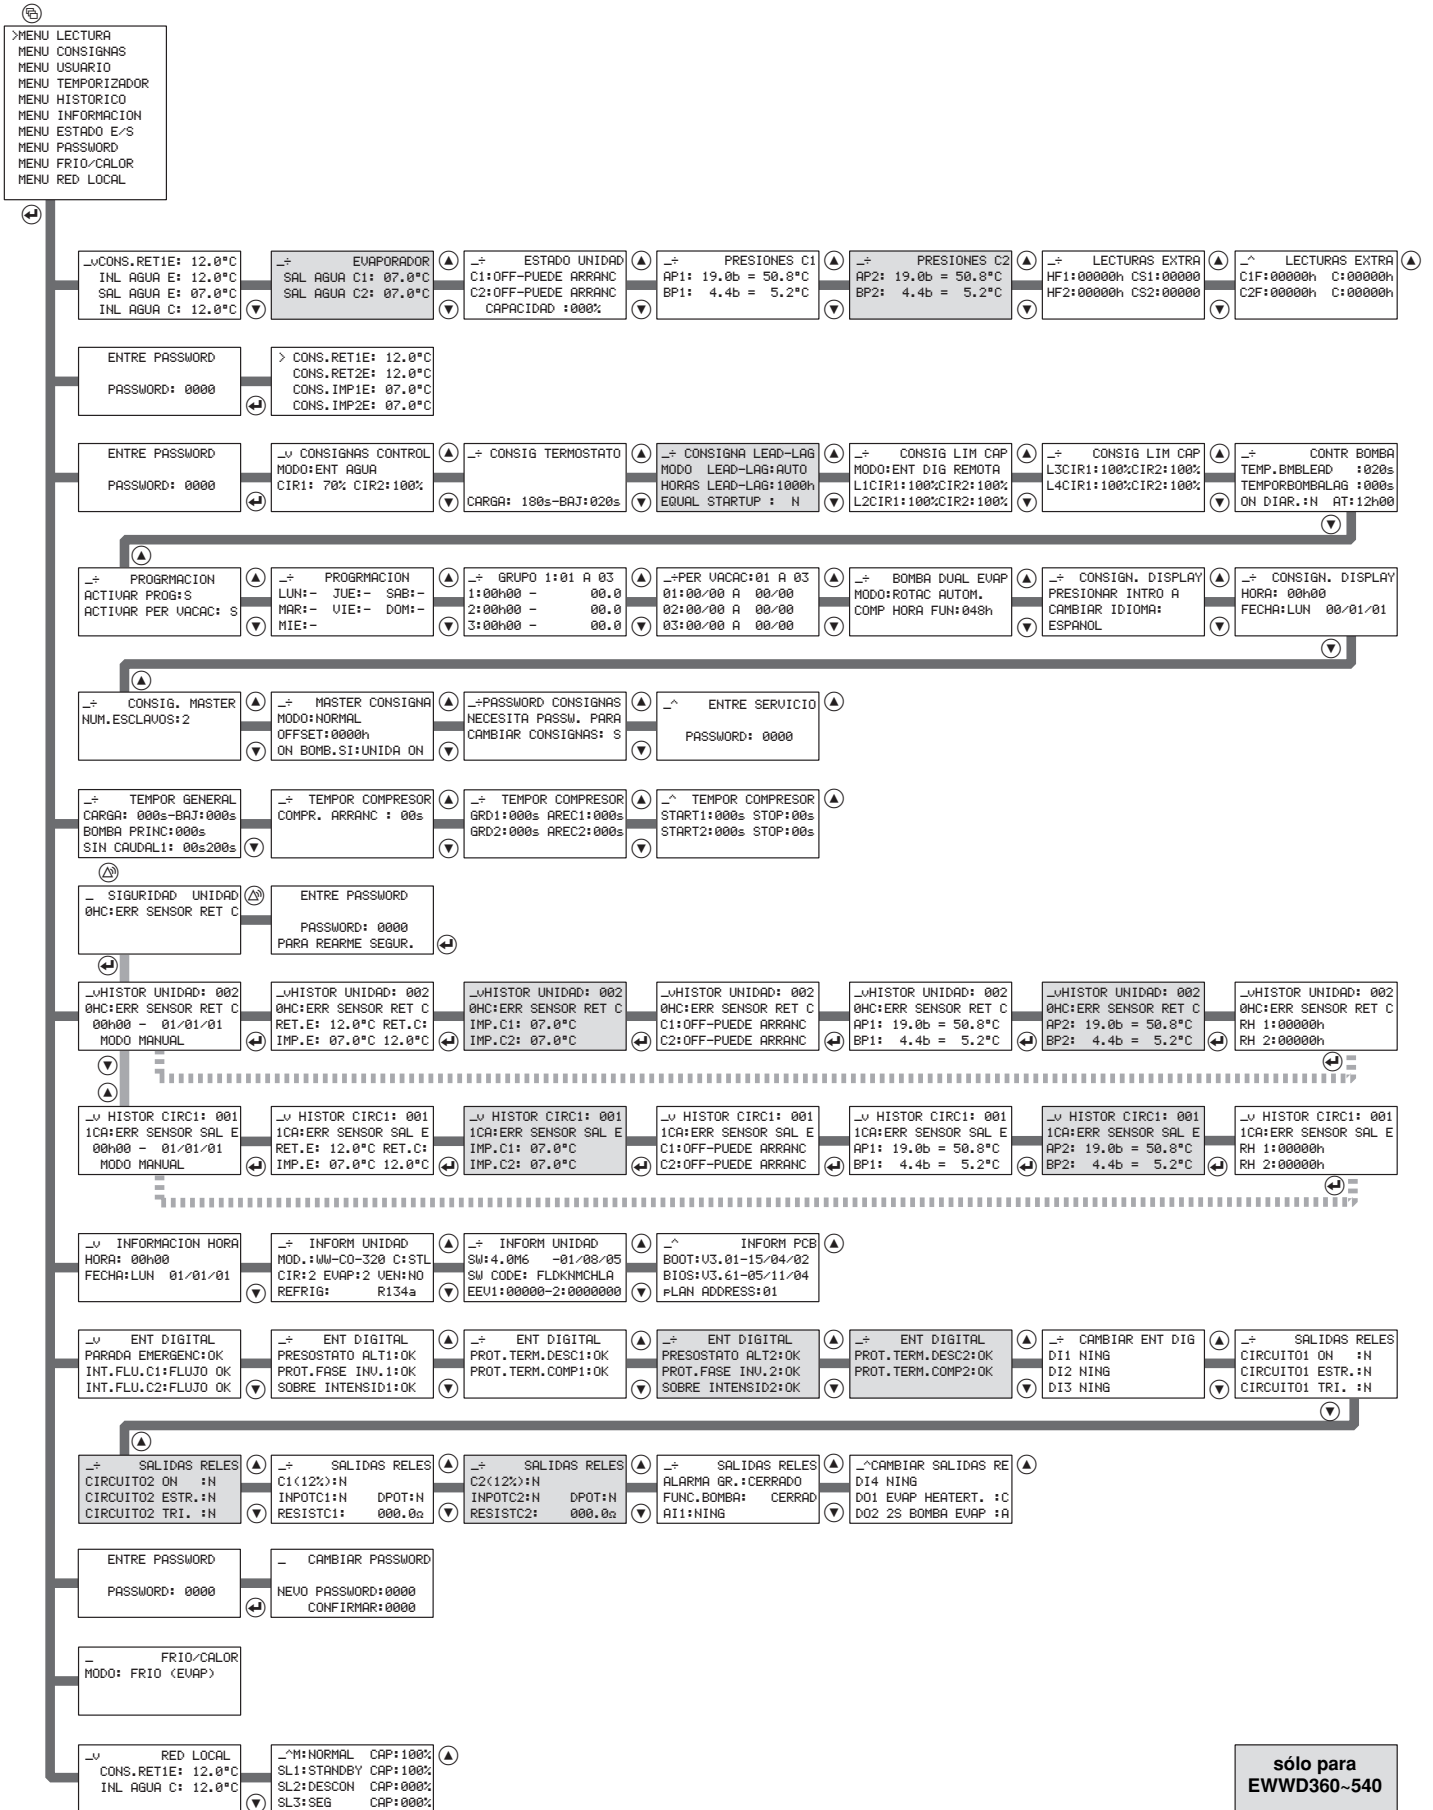 >MENU LECTURA
MENU CONSIGNAS
MENU USUARIO
MENU TEMPORIZADOR
MENU HISTORICO
MENU INFORMACION
MENU ESTADO E/S
MENU PASSWORD
MENU FRIO/CALOR
MENU RED LOCAL
_vCONS.RET1E: 12.0°C
INL AGUA E: 12.0°C
SAL AGUA E: 07.0°C
INL AGUA C: 12.0°C
_÷ EVAPORADOR
SAL AGUA C1: 07.0°C
SAL AGUA C2: 07.0°C
_÷ ESTADO UNIDAD
C1:OFF-PUEDE ARRANC
C2:OFF-PUEDE ARRANC
CAPACIDAD :000%
_÷ PRESIONES C1
AP1: 19.0b = 50.8°C
BP1: 4.4b = 5.2°C
_÷ PRESIONES C2
AP2: 19.0b = 50.8°C
BP2: 4.4b = 5.2°C
_÷ LECTURAS EXTRA
HF1:00000h CS1:00000
HF2:00000h CS2:00000
_^ LECTURAS EXTRA
C1F:00000h C:00000h
C2F:00000h C:00000h
ENTRE PASSWORD
PASSWORD: 0000
> CONS.RET1E: 12.0°C
CONS.RET2E: 12.0°C
CONS.IMP1E: 07.0°C
CONS.IMP2E: 07.0°C
ENTRE PASSWORD
PASSWORD: 0000
_v CONSIGNAS CONTROL
MODO:ENT AGUA
CIR1: 70% CIR2:100%
_÷ CONSIG TERMOSTATO
CARGA: 180s-BAJ:020s
_÷ CONSIGNA LEAD-LAG
MODO LEAD-LAG:AUTO
HORAS LEAD-LAG:1000h
EQUAL STARTUP : N
_÷ CONSIG LIM CAP
MODO:ENT DIG REMOTA
L1CIR1:100%CIR2:100%
L2CIR1:100%CIR2:100%
_÷ CONSIG LIM CAP
L3CIR1:100%CIR2:100%
L4CIR1:100%CIR2:100%
_÷ CONTR BOMBA
TEMP.BMBLEAD :020s
TEMPORBOMBALAG :000s
ON DIAR.:N AT:12h00
_÷ PROGRMACION
ACTIVAR PROG:S
ACTIVAR PER VACAC: S
_÷ PROGRMACION
LUN:- JUE:- SAB:-
MAR:- VIE:- DOM:-
MIE:-
_÷ GRUPO 1:01 A 03
1:00h00 - 00.0
2:00h00 - 00.0
3:00h00 - 00.0
_÷PER VACAC:01 A 03
01:00/00 A 00/00
02:00/00 A 00/00
03:00/00 A 00/00
_÷ BOMBA DUAL EVAP
MODO:ROTAC AUTOM.
COMP HORA FUN:048h
_÷ CONSIGN. DISPLAY
PRESIONAR INTRO A
CAMBIAR IDIOMA:
ESPANOL
_÷ CONSIGN. DISPLAY
HORA: 00h00
FECHA:LUN 00/01/01
_÷ CONSIG. MASTER
NUM.ESCLAVOS:2
_÷ MASTER CONSIGNA
MODO:NORMAL
OFFSET:0000h
ON BOMB.SI:UNIDA ON
_÷PASSWORD CONSIGNAS
NECESITA PASSW. PARA
CAMBIAR CONSIGNAS: S
_^ ENTRE SERVICIO
PASSWORD: 0000
_÷ TEMPOR GENERAL
CARGA: 000s-BAJ:000s
BOMBA PRINC:000s
SIN CAUDAL1: 00s200s
_÷ TEMPOR COMPRESOR
COMPR. ARRANC : 00s
_÷ TEMPOR COMPRESOR
GRD1:000s AREC1:000s
GRD2:000s AREC2:000s
_^ TEMPOR COMPRESOR
START1:000s STOP:00s
START2:000s STOP:00s
_ SIGURIDAD UNIDAD
0HC:ERR SENSOR RET C
ENTRE PASSWORD
PASSWORD: 0000
PARA REARME SEGUR.
_vHISTOR UNIDAD: 002
0HC:ERR SENSOR RET C
00h00 - 01/01/01
MODO MANUAL
_vHISTOR UNIDAD: 002
0HC:ERR SENSOR RET C
RET.E: 12.0°C RET.C:
IMP.E: 07.0°C 12.0°C
_vHISTOR UNIDAD: 002
0HC:ERR SENSOR RET C
IMP.C1: 07.0°C
IMP.C2: 07.0°C
_vHISTOR UNIDAD: 002
0HC:ERR SENSOR RET C
C1:OFF-PUEDE ARRANC
C2:OFF-PUEDE ARRANC
_vHISTOR UNIDAD: 002
0HC:ERR SENSOR RET C
AP1: 19.0b = 50.8°C
BP1: 4.4b = 5.2°C
_vHISTOR UNIDAD: 002
0HC:ERR SENSOR RET C
AP2: 19.0b = 50.8°C
BP2: 4.4b = 5.2°C
_vHISTOR UNIDAD: 002
0HC:ERR SENSOR RET C
RH 1:00000h
RH 2:00000h
_v HISTOR CIRC1: 001
1CA:ERR SENSOR SAL E
00h00 - 01/01/01
MODO MANUAL
_v HISTOR CIRC1: 001
1CA:ERR SENSOR SAL E
RET.E: 12.0°C RET.C:
IMP.E: 07.0°C 12.0°C
_v HISTOR CIRC1: 001
1CA:ERR SENSOR SAL E
IMP.C1: 07.0°C
IMP.C2: 07.0°C
_v HISTOR CIRC1: 001
1CA:ERR SENSOR SAL E
C1:OFF-PUEDE ARRANC
C2:OFF-PUEDE ARRANC
_v HISTOR CIRC1: 001
1CA:ERR SENSOR SAL E
AP1: 19.0b = 50.8°C
BP1: 4.4b = 5.2°C
_v HISTOR CIRC1: 001
1CA:ERR SENSOR SAL E
AP2: 19.0b = 50.8°C
BP2: 4.4b = 5.2°C
_v HISTOR CIRC1: 001
1CA:ERR SENSOR SAL E
RH 1:00000h
RH 2:00000h
_v INFORMACION HORA
HORA: 00h00
FECHA:LUN 01/01/01
_÷ INFORM UNIDAD
MOD.:WW-CO-320 C:STL
CIR:2 EVAP:2 VEN:NO
REFRIG: R134a
_÷ INFORM UNIDAD
SW:4.0M6 -01/08/05
SW CODE: FLDKNMCHLA
EEV1:00000-2:0000000
_^ INFORM PCB
BOOT:V3.01-15/04/02
BIOS:V3.61-05/11/04
pLAN ADDRESS:01
_v ENT DIGITAL
PARADA EMERGENC:OK
INT.FLU.C1:FLUJO OK
INT.FLU.C2:FLUJO OK
_÷ ENT DIGITAL
PRESOSTATO ALT1:OK
PROT.FASE INV.1:OK
SOBRE INTENSID1:OK
_÷ ENT DIGITAL
PROT.TERM.DESC1:OK
PROT.TERM.COMP1:OK
_÷ ENT DIGITAL
PRESOSTATO ALT2:OK
PROT.FASE INV.2:OK
SOBRE INTENSID2:OK
_÷ ENT DIGITAL
PROT.TERM.DESC2:OK
PROT.TERM.COMP2:OK
_÷ CAMBIAR ENT DIG
DI1 NING
DI2 NING
DI3 NING
_÷ SALIDAS RELES
CIRCUITO1 ON :N
CIRCUITO1 ESTR.:N
CIRCUITO1 TRI. :N
_÷ SALIDAS RELES
CIRCUITO2 ON :N
CIRCUITO2 ESTR.:N
CIRCUITO2 TRI. :N
_÷ SALIDAS RELES
C1(12%):N
INPOTC1:N DPOT:N
RESISTC1: 000.0Ω
_÷ SALIDAS RELES
C2(12%):N
INPOTC2:N DPOT:N
RESISTC2: 000.0Ω
_÷ SALIDAS RELES
ALARMA GR.:CERRADO
FUNC.BOMBA: CERRAD
AI1:NING
_^CAMBIAR SALIDAS RE
DI4 NING
DO1 EVAP HEATERT. :C
DO2 2S BOMBA EVAP :A
ENTRE PASSWORD
PASSWORD: 0000
_ CAMBIAR PASSWORD
NEVO PASSWORD:0000
CONFIRMAR:0000
_ FRIO/CALOR
MODO: FRIO (EVAP)
_v RED LOCAL
CONS.RET1E: 12.0°C
INL AGUA C: 12.0°C
_^M:NORMAL CAP:100%
SL1:STANDBY CAP:100%
SL2:DESCON CAP:000%
SL3:SEG CAP:000%
sólo para
EWWD360~540